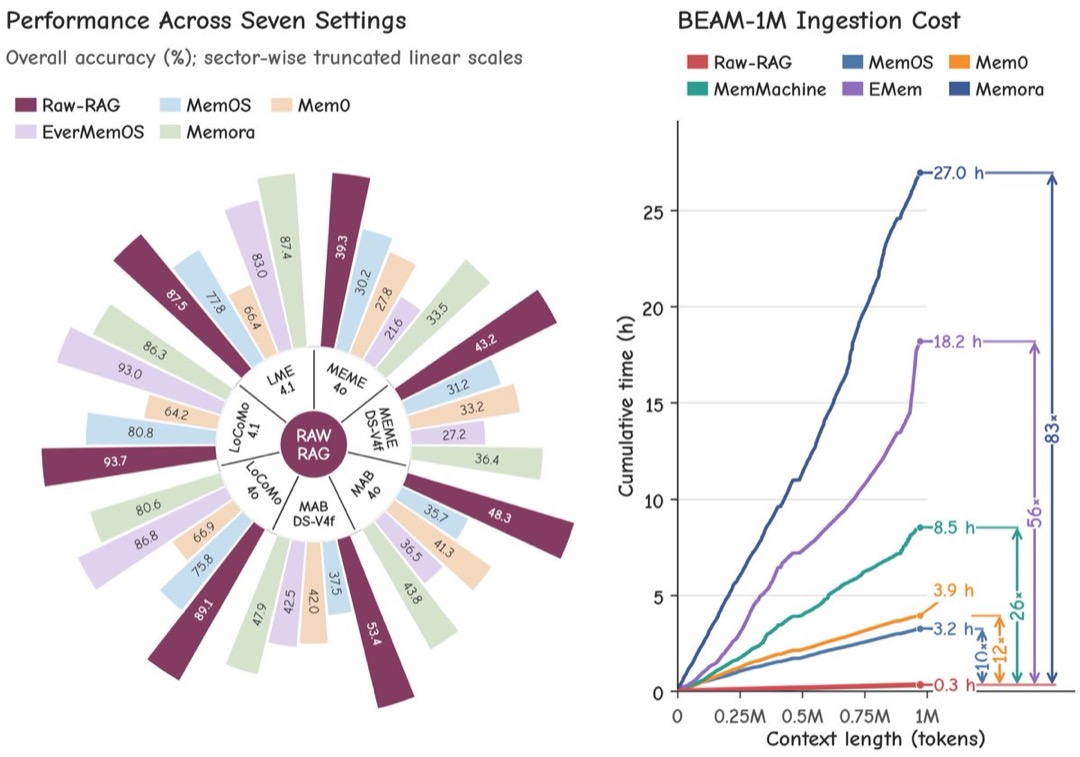 Performance Across Seven Settings
Overall accuracy (%); sector-wise truncated linear scales
Raw-RAG MemOS Mem0
EverMemOS Memora
RAW
RAG
MEME
4o
39.3
30.2
27.8
21.6
33.5
MEME
DS-V4f
43.2
31.2
33.2
27.2
36.4
MAB
4o
48.3
35.7
41.3
36.5
43.8
MAB
DS-V4f
53.4
37.5
42.0
42.5
47.9
LoCoMo
4o
89.1
75.8
66.9
86.8
80.6
LoCoMo
4.1
93.7
80.8
64.2
93.0
86.3
LME
4.1
87.5
77.8
66.4
83.0
87.4
BEAM-1M Ingestion Cost
Raw-RAG MemOS Mem0
MemMachine EMem Memora
Cumulative time (h)
25
20
15
10
5
0
27.0 h
18.2 h
8.5 h
3.9 h
3.2 h
0.3 h
10×
12×
26×
56×
83×
0 0.25M 0.5M 0.75M 1M
Context length (tokens)